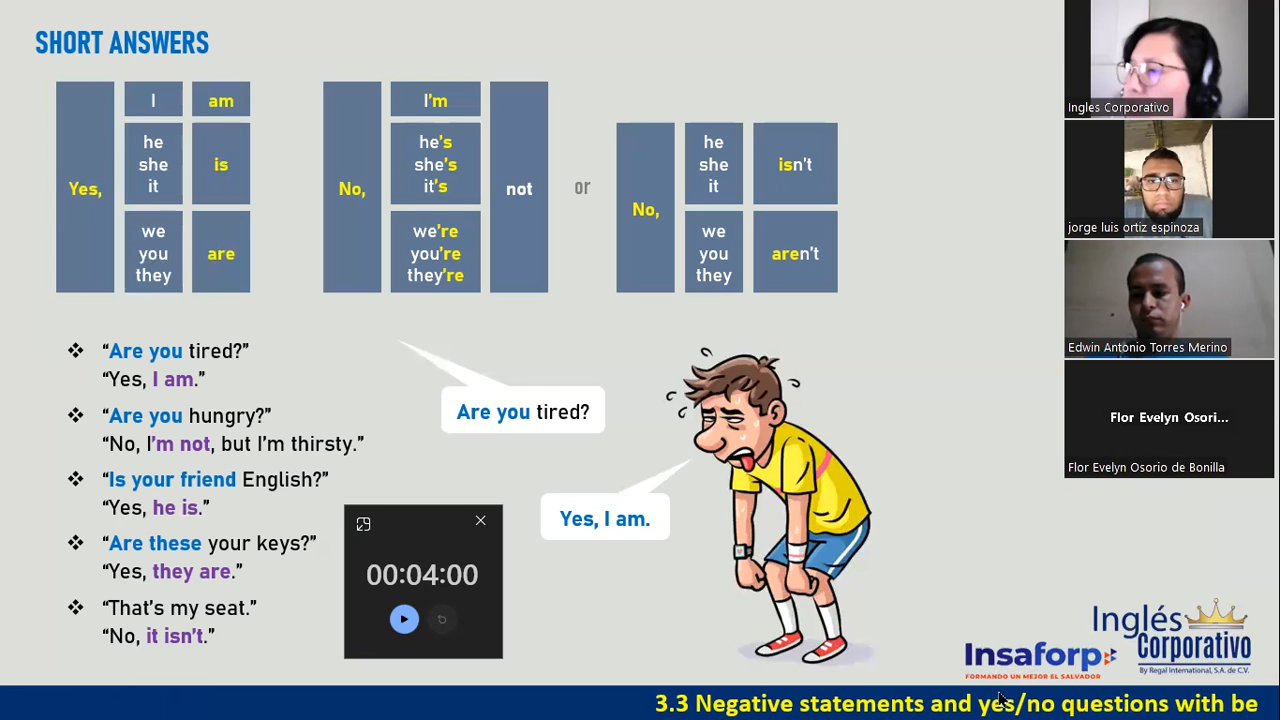 SHORT ANSWERS
Yes,
I
am
he
she
it
is
we
you
they
are
No,
I'm
he's
she's
it's
we're
you're
they're
not
or
No,
he
she
it
isn't
we
you
they
aren't
❖ “Are you tired?”
“Yes, I am.”
❖ “Are you hungry?”
“No, I'm not, but I'm thirsty.”
❖ “Is your friend English?”
“Yes, he is.”
❖ “Are these your keys?”
“Yes, they are.”
❖ “That's my seat.”
“No, it isn't.”
Are you tired?
Yes, I am.
00:04:00
Insaforp
FORMANDO UN MEJOR EL SALVADOR
Inglés
Corporativo
By Regal International, S.A. de C.V.
3.3 Negative statements and yes/no questions with be
Ingles Corporativo
jorge luis ortiz espinoza
Edwin Antonio Torres Merino
Flor Evelyn Osori...
Flor Evelyn Osorio de Bonilla